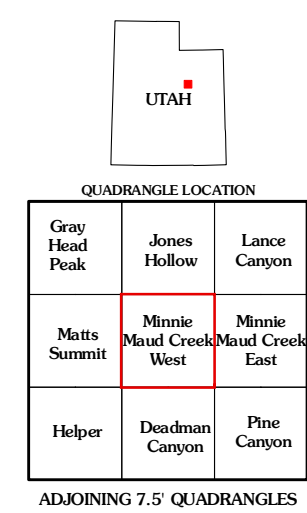 UTAH
QUADRANGLE LOCATION
Gray
Head
Peak
Jones
Hollow
Lance
Canyon
Matts
Summit
Minnie
Maud Creek
West
Minnie
Maud Creek
East
Helper
Deadman
Canyon
Pine
Canyon
ADJOINING 7.5' QUADRANGLES